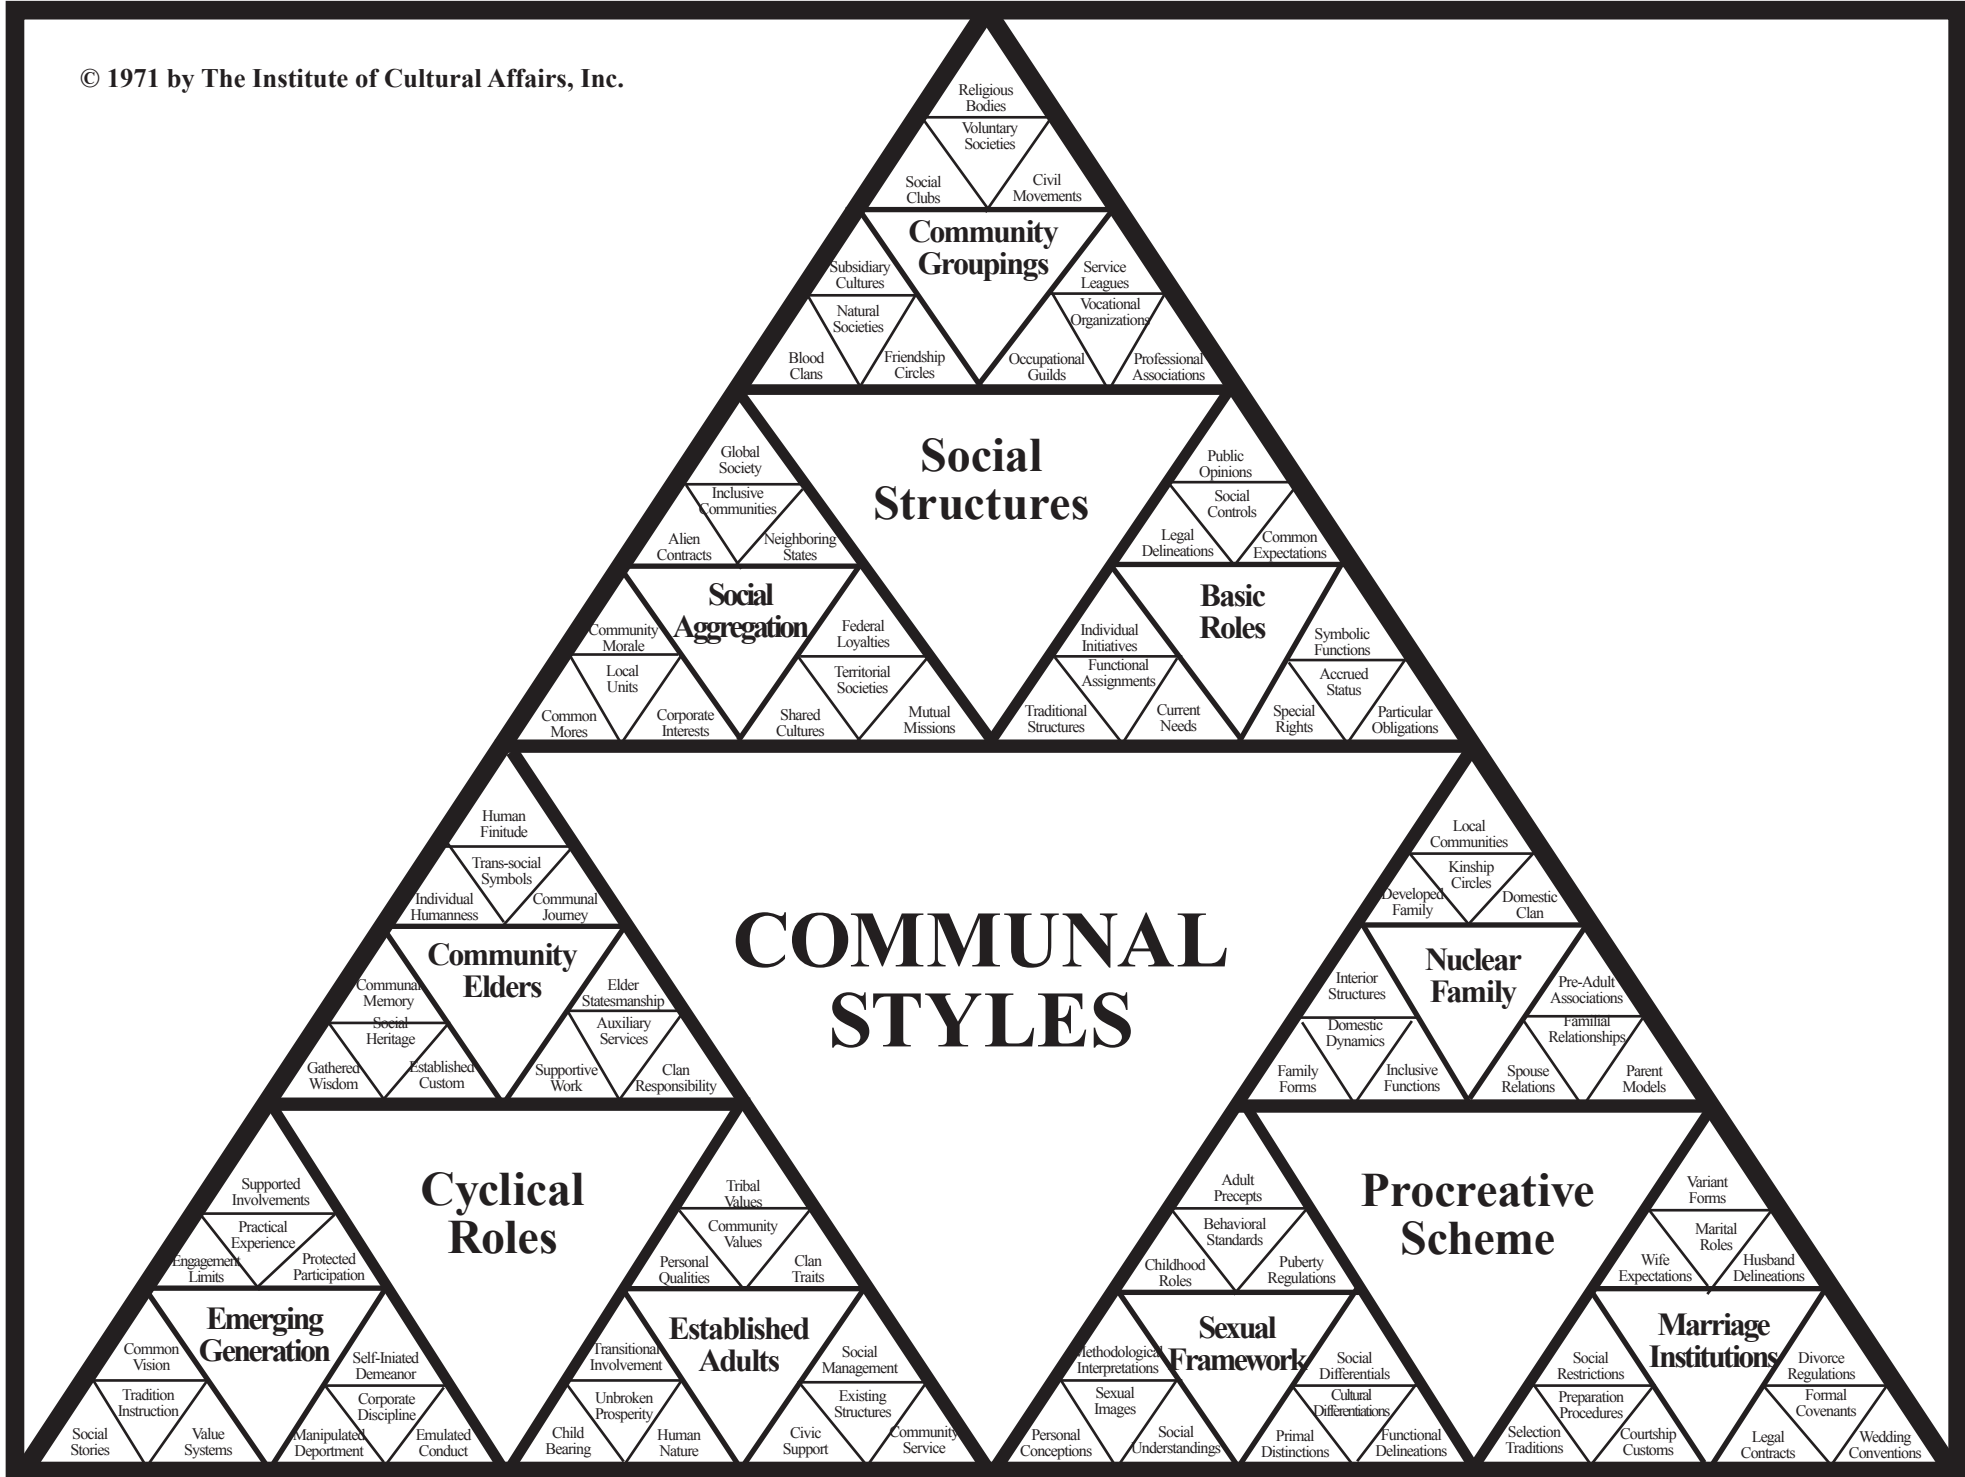 © 1971 by The Institute of Cultural Affairs, Inc.
Religious
Bodies
Voluntary
Societies
Social
Clubs
Civil
Movements
Community
Groupings
Subsidiary
Cultures
Natural
Societies
Blood
Clans
Friendship
Circles
Service
Leagues
Vocational
Organizations
Occupational
Guilds
Professional
Associations
Social
Structures
Global
Society
Inclusive
Communities
Alien
Contracts
Neighboring
States
Social
Aggregation
Community
Morale
Local
Units
Common
Mores
Corporate
Interests
Federal
Loyalties
Territorial
Societies
Shared
Cultures
Mutual
Missions
Public
Opinions
Social
Controls
Legal
Delineations
Common
Expectations
Basic
Roles
Individual
Initiatives
Functional
Assignments
Traditional
Structures
Current
Needs
Symbolic
Functions
Accrued
Status
Special
Rights
Particular
Obligations
COMMUNAL
STYLES
Human
Finitude
Trans-social
Symbols
Individual
Humanness
Communal
Journey
Community
Elders
Communal
Memory
Social
Heritage
Gathered
Wisdom
Established
Custom
Elder
Statesmanship
Auxiliary
Services
Supportive
Work
Clan
Responsibility
Cyclical
Roles
Supported
Involvements
Practical
Experience
Engagement
Limits
Protected
Participation
Emerging
Generation
Common
Vision
Tradition
Instruction
Social
Stories
Value
Systems
Self-Iniated
Demeanor
Corporate
Discipline
Manipulated
Deportment
Emulated
Conduct
Tribal
Values
Community
Values
Personal
Qualities
Clan
Traits
Established
Adults
Transitional
Involvement
Unbroken
Prosperity
Child
Bearing
Human
Nature
Social
Management
Existing
Structures
Civic
Support
Community
Service
Local
Communities
Kinship
Circles
Developed
Family
Domestic
Clan
Nuclear
Family
Interior
Structures
Domestic
Dynamics
Family
Forms
Inclusive
Functions
Pre-Adult
Associations
Familial
Relationships
Spouse
Relations
Parent
Models
Procreative
Scheme
Adult
Precepts
Behavioral
Standards
Childhood
Roles
Puberty
Regulations
Sexual
Framework
Methodological
Interpretations
Sexual
Images
Personal
Conceptions
Social
Understandings
Social
Differentials
Cultural
Differentiations
Primal
Distinctions
Functional
Delineations
Variant
Forms
Marital
Roles
Wife
Expectations
Husband
Delineations
Marriage
Institutions
Social
Restrictions
Preparation
Procedures
Selection
Traditions
Courtship
Customs
Divorce
Regulations
Formal
Covenants
Legal
Contracts
Wedding
Conventions